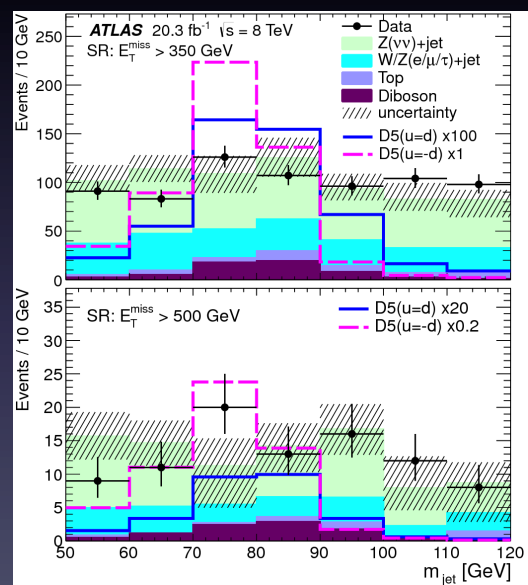 ATLAS 20.3 fb⁻¹ √s = 8 TeV
SR: E_T^miss > 350 GeV
Data
Z(νν)+jet
W/Z(e/μ/τ)+jet
Top
Diboson
uncertainty
D5(u=d) x100
D5(u=-d) x1
Events / 10 GeV
250
200
150
100
50
0
SR: E_T^miss > 500 GeV
D5(u=d) x20
D5(u=-d) x0.2
Events / 10 GeV
35
30
25
20
15
10
5
0
50 60 70 80 90 100 110 120
m_jet [GeV]